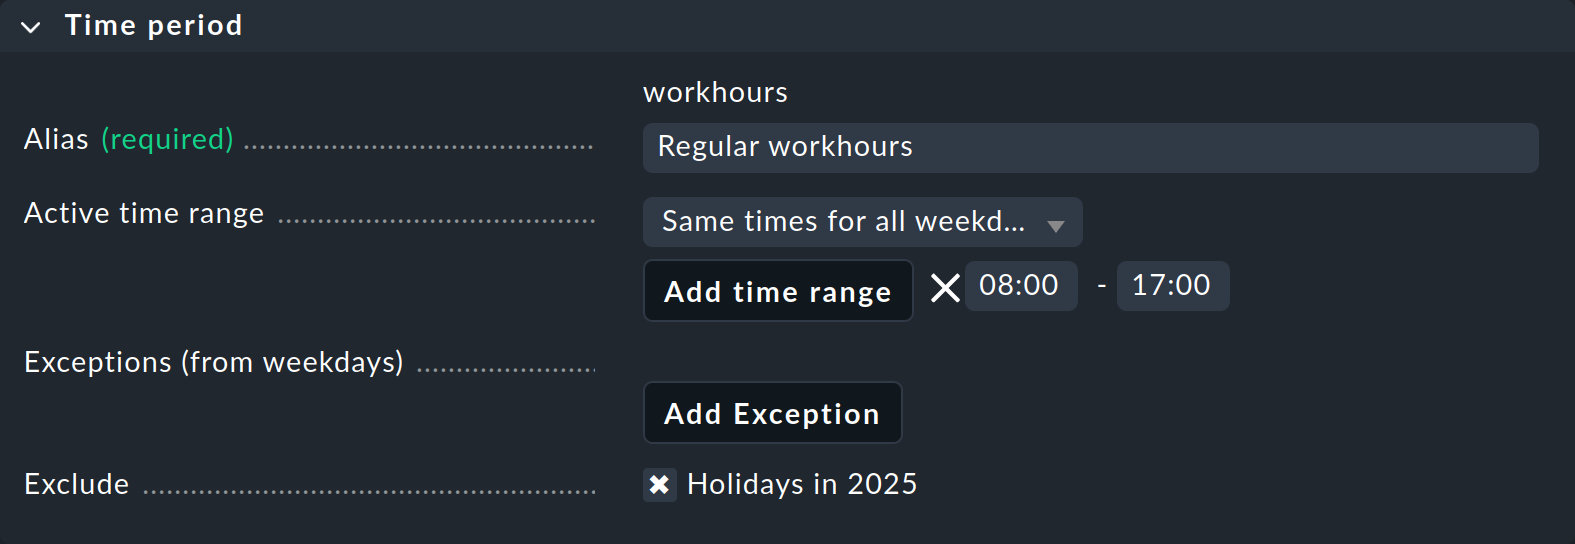 Time period
workhours
Alias (required)
Regular workhours
Active time range
Same times for all weekd...
Add time range
08:00 - 17:00
Exceptions (from weekdays)
Add Exception
Exclude
Holidays in 2025